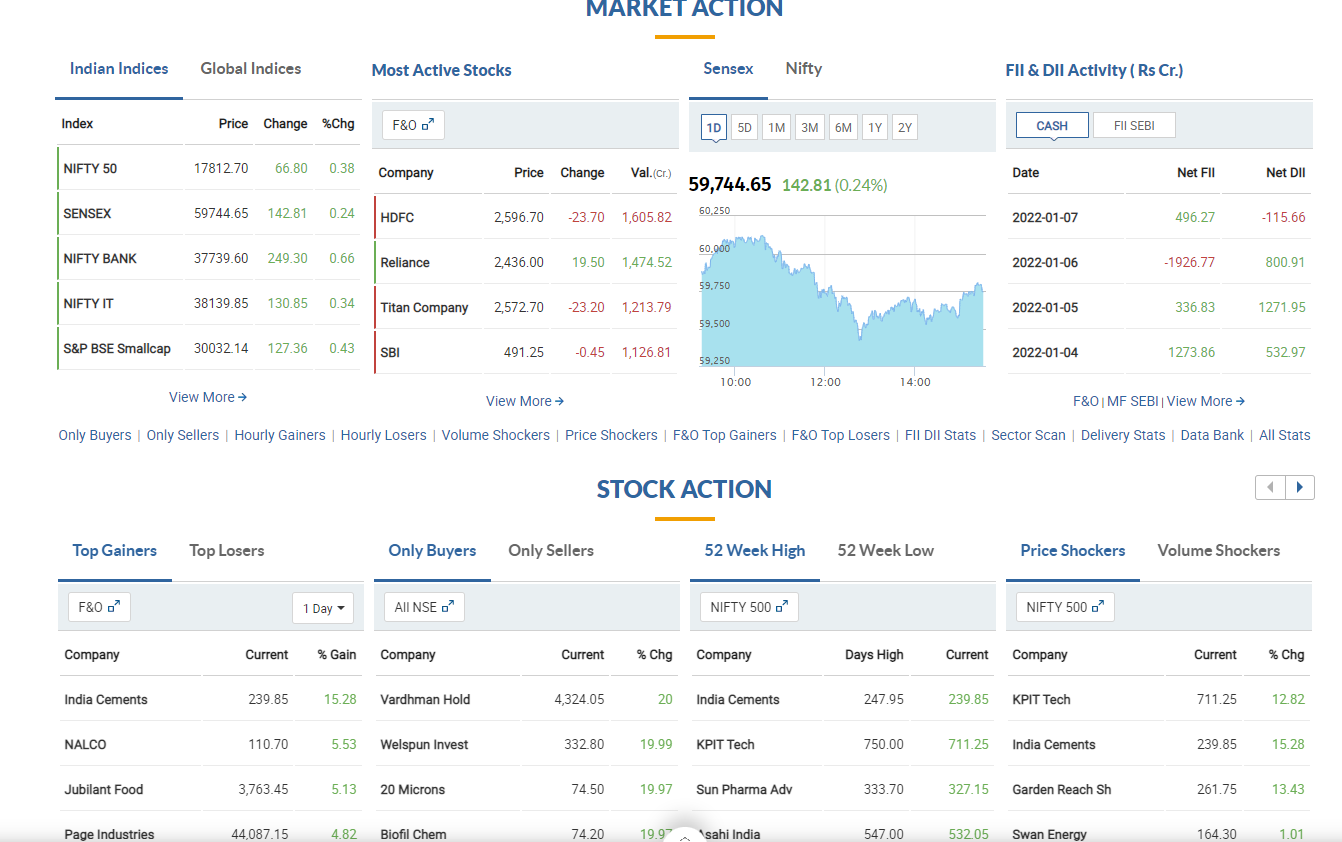 MARKET ACTION
Indian Indices Global Indices
Index Price Change %Chg
NIFTY 50 17812.70 66.80 0.38
SENSEX 59744.65 142.81 0.24
NIFTY BANK 37739.60 249.30 0.66
NIFTY IT 38139.85 130.85 0.34
S&P BSE Smallcap 30032.14 127.36 0.43
View More →
Most Active Stocks
F&O
Company Price Change Val.(Cr.)
HDFC 2,596.70 -23.70 1,605.82
Reliance 2,436.00 19.50 1,474.52
Titan Company 2,572.70 -23.20 1,213.79
SBI 491.25 -0.45 1,126.81
View More →
Sensex Nifty
1D 5D 1M 3M 6M 1Y 2Y
59,744.65 142.81 (0.24%)
60,250
60,000
59,750
59,500
59,250
10:00 12:00 14:00
FII & DII Activity ( Rs Cr.)
CASH FII SEBI
Date Net FII Net DII
2022-01-07 496.27 -115.66
2022-01-06 -1926.77 800.91
2022-01-05 336.83 1271.95
2022-01-04 1273.86 532.97
F&O | MF SEBI | View More →
Only Buyers | Only Sellers | Hourly Gainers | Hourly Losers | Volume Shockers | Price Shockers | F&O Top Gainers | F&O Top Losers | FII DII Stats | Sector Scan | Delivery Stats | Data Bank | All Stats
STOCK ACTION
Top Gainers Top Losers
F&O 1 Day
Company Current % Gain
India Cements 239.85 15.28
NALCO 110.70 5.53
Jubilant Food 3,763.45 5.13
Page Industries 44,087.15 4.82
Only Buyers Only Sellers
All NSE
Company Current % Chg
Vardhman Hold 4,324.05 20
Welspun Invest 332.80 19.99
20 Microns 74.50 19.97
Biofil Chem 74.20 19.97
52 Week High 52 Week Low
NIFTY 500
Company Days High Current
India Cements 247.95 239.85
KPIT Tech 750.00 711.25
Sun Pharma Adv 333.70 327.15
Asahi India 547.00 532.05
Price Shockers Volume Shockers
NIFTY 500
Company Current % Chg
KPIT Tech 711.25 12.82
India Cements 239.85 15.28
Garden Reach Sh 261.75 13.43
Swan Energy 164.30 1.01